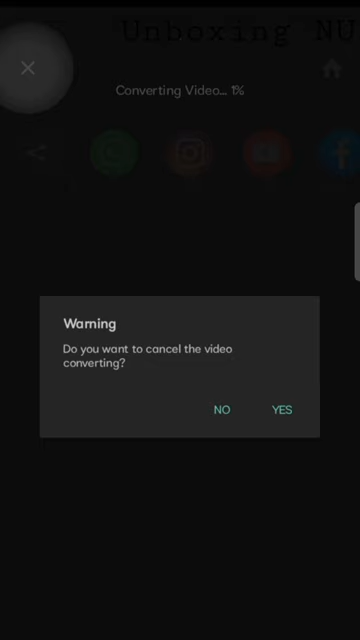 Unboxing NU
Converting Video... 1%
Warning
Do you want to cancel the video
converting?
NO YES